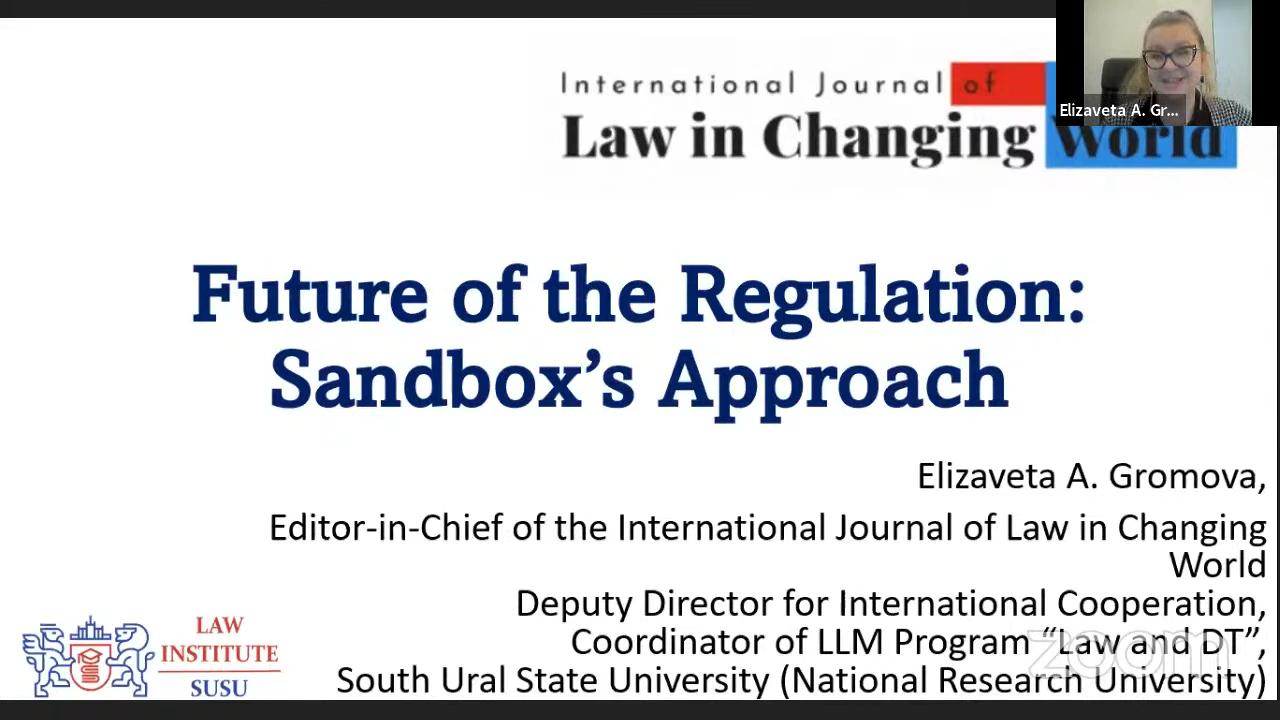 International Journal of
Law in Changing World
Elizaveta A. Gr...
Future of the Regulation:
Sandbox's Approach
Elizaveta A. Gromova,
Editor-in-Chief of the International Journal of Law in Changing
World
Deputy Director for International Cooperation,
Coordinator of LLM Program “Law and DT”,
South Ural State University (National Research University)
LAW
INSTITUTE
SUSU
zoom